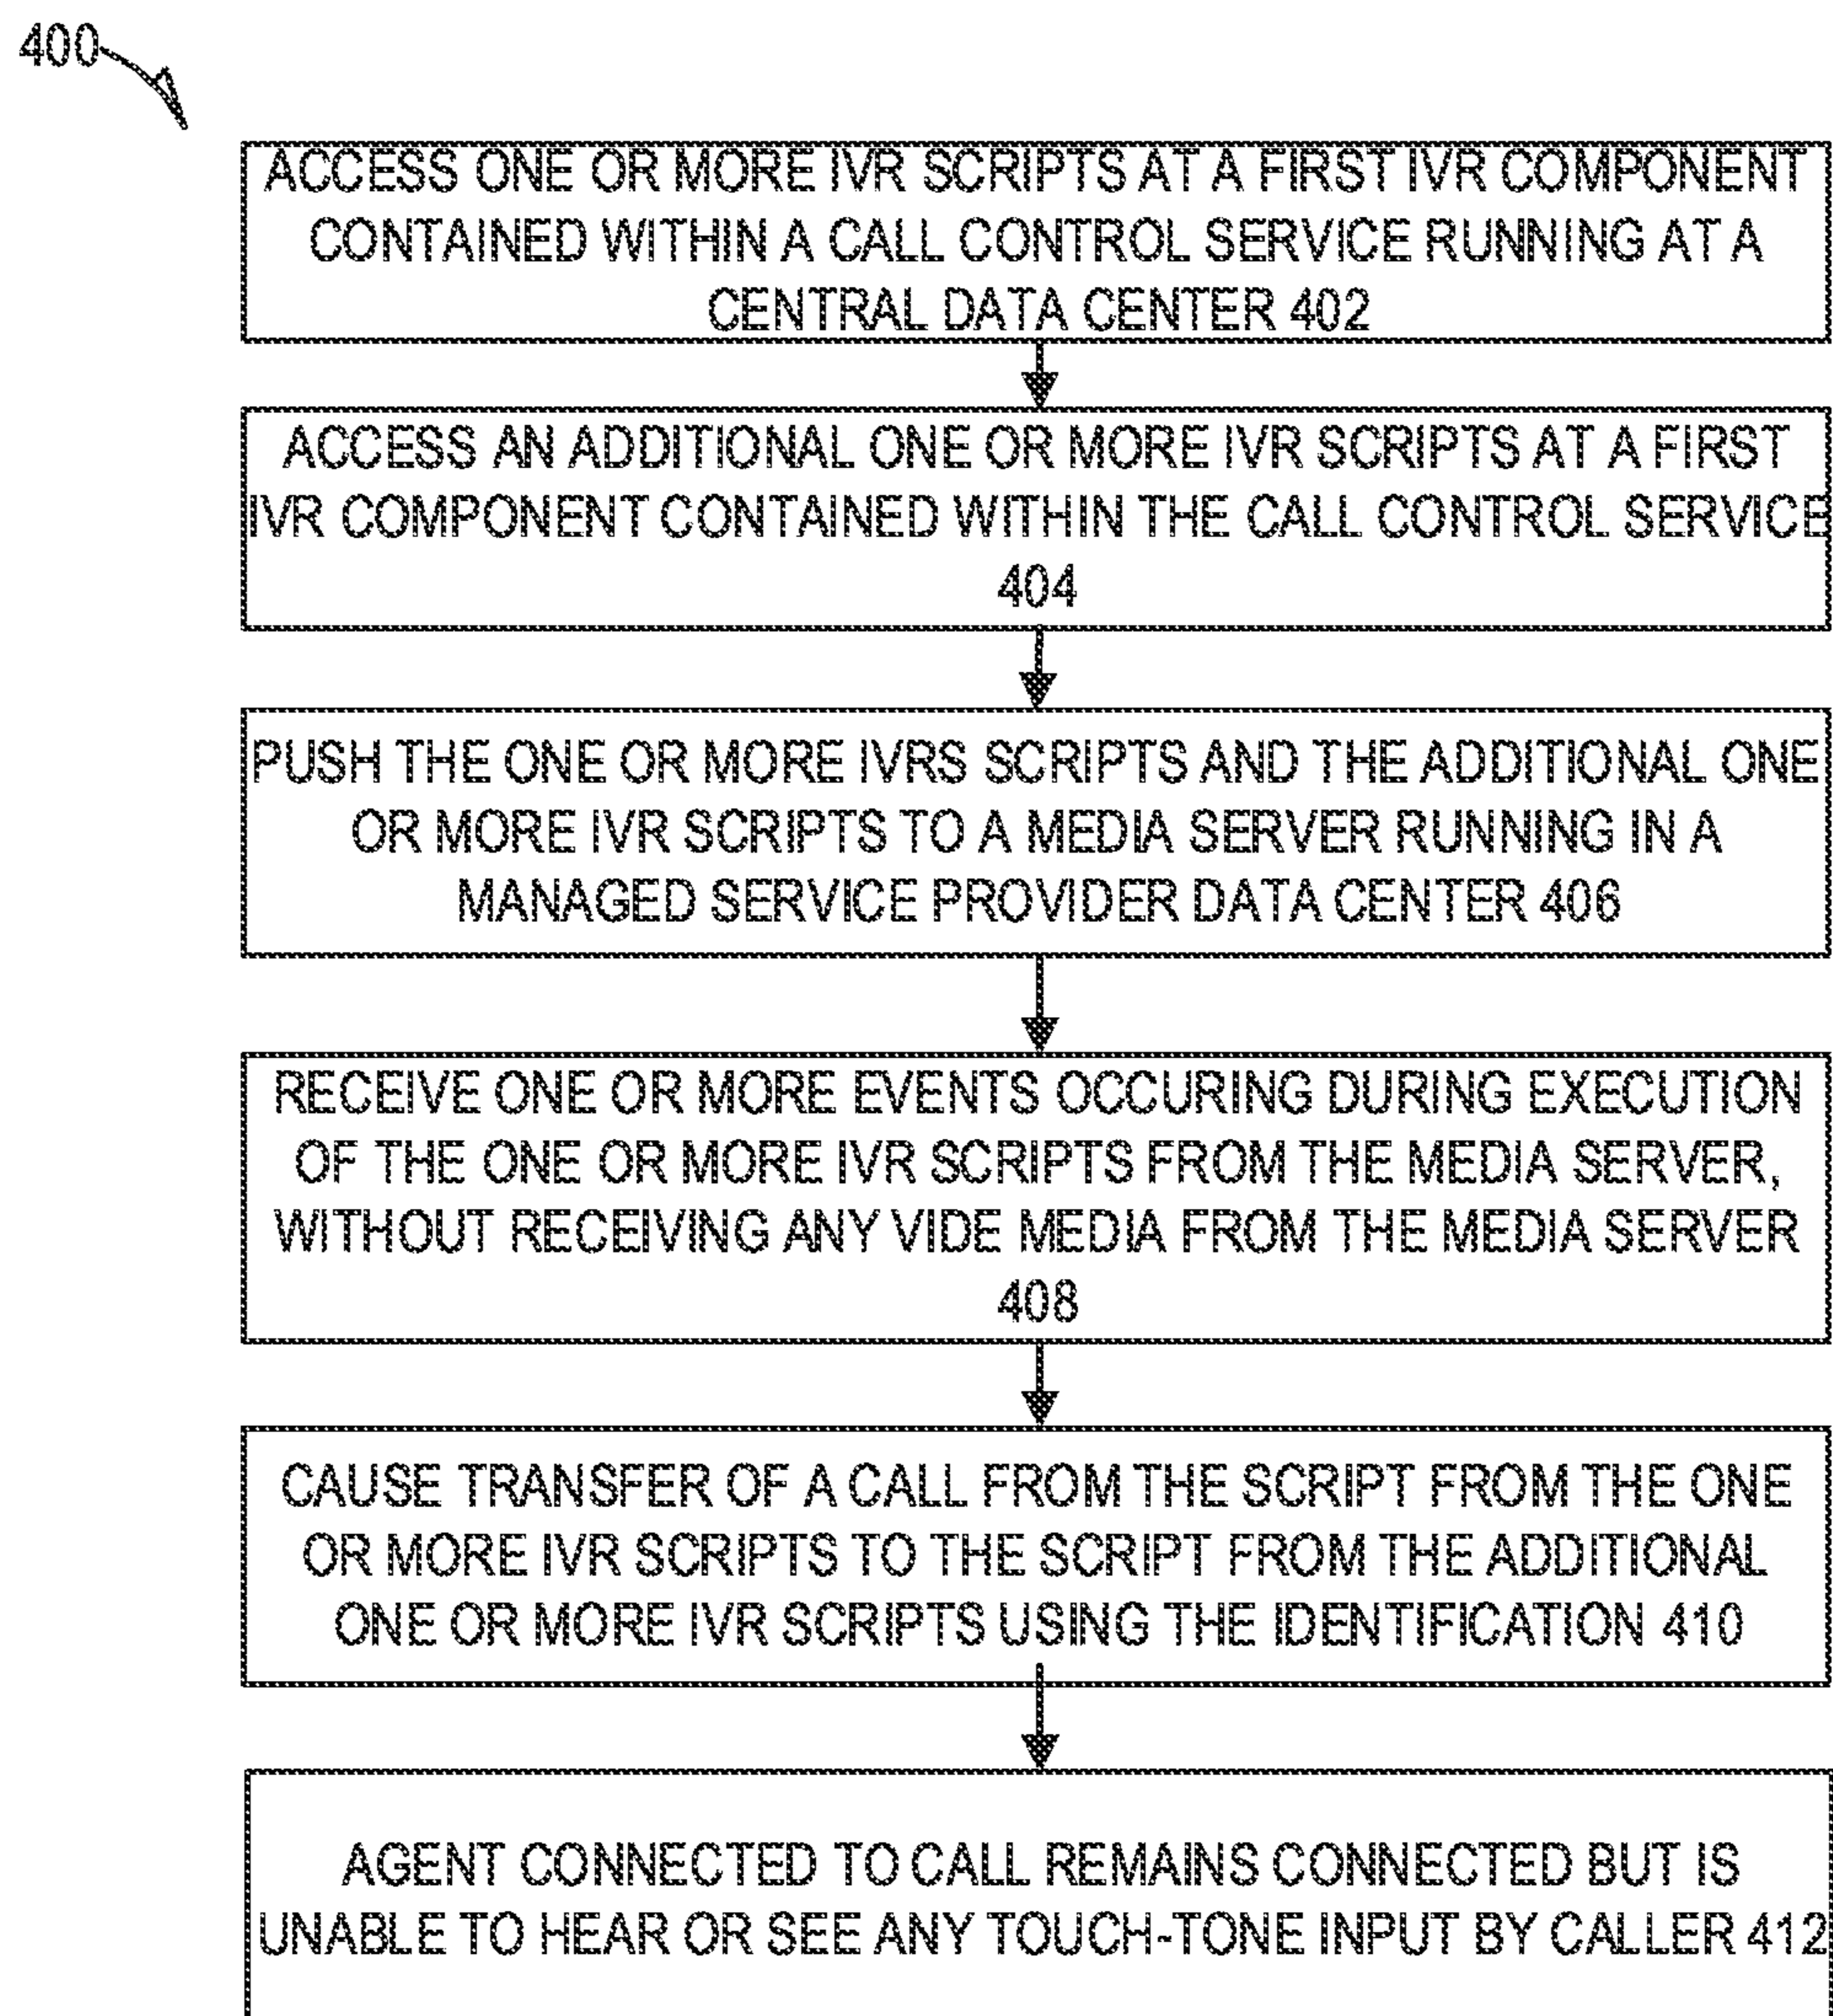 400
ACCESS ONE OR MORE IVR SCRIPTS AT A FIRST IVR COMPONENT
CONTAINED WITHIN A CALL CONTROL SERVICE RUNNING AT A
CENTRAL DATA CENTER 402
ACCESS AN ADDITIONAL ONE OR MORE IVR SCRIPTS AT A FIRST
IVR COMPONENT CONTAINED WITHIN THE CALL CONTROL SERVICE
404
PUSH THE ONE OR MORE IVRS SCRIPTS AND THE ADDITIONAL ONE
OR MORE IVR SCRIPTS TO A MEDIA SERVER RUNNING IN A
MANAGED SERVICE PROVIDER DATA CENTER 406
RECEIVE ONE OR MORE EVENTS OCCURING DURING EXECUTION
OF THE ONE OR MORE IVR SCRIPTS FROM THE MEDIA SERVER,
WITHOUT RECEIVING ANY VIDE MEDIA FROM THE MEDIA SERVER
408
CAUSE TRANSFER OF A CALL FROM THE SCRIPT FROM THE ONE
OR MORE IVR SCRIPTS TO THE SCRIPT FROM THE ADDITIONAL
ONE OR MORE IVR SCRIPTS USING THE IDENTIFICATION 410
AGENT CONNECTED TO CALL REMAINS CONNECTED BUT IS
UNABLE TO HEAR OR SEE ANY TOUCH-TONE INPUT BY CALLER 412